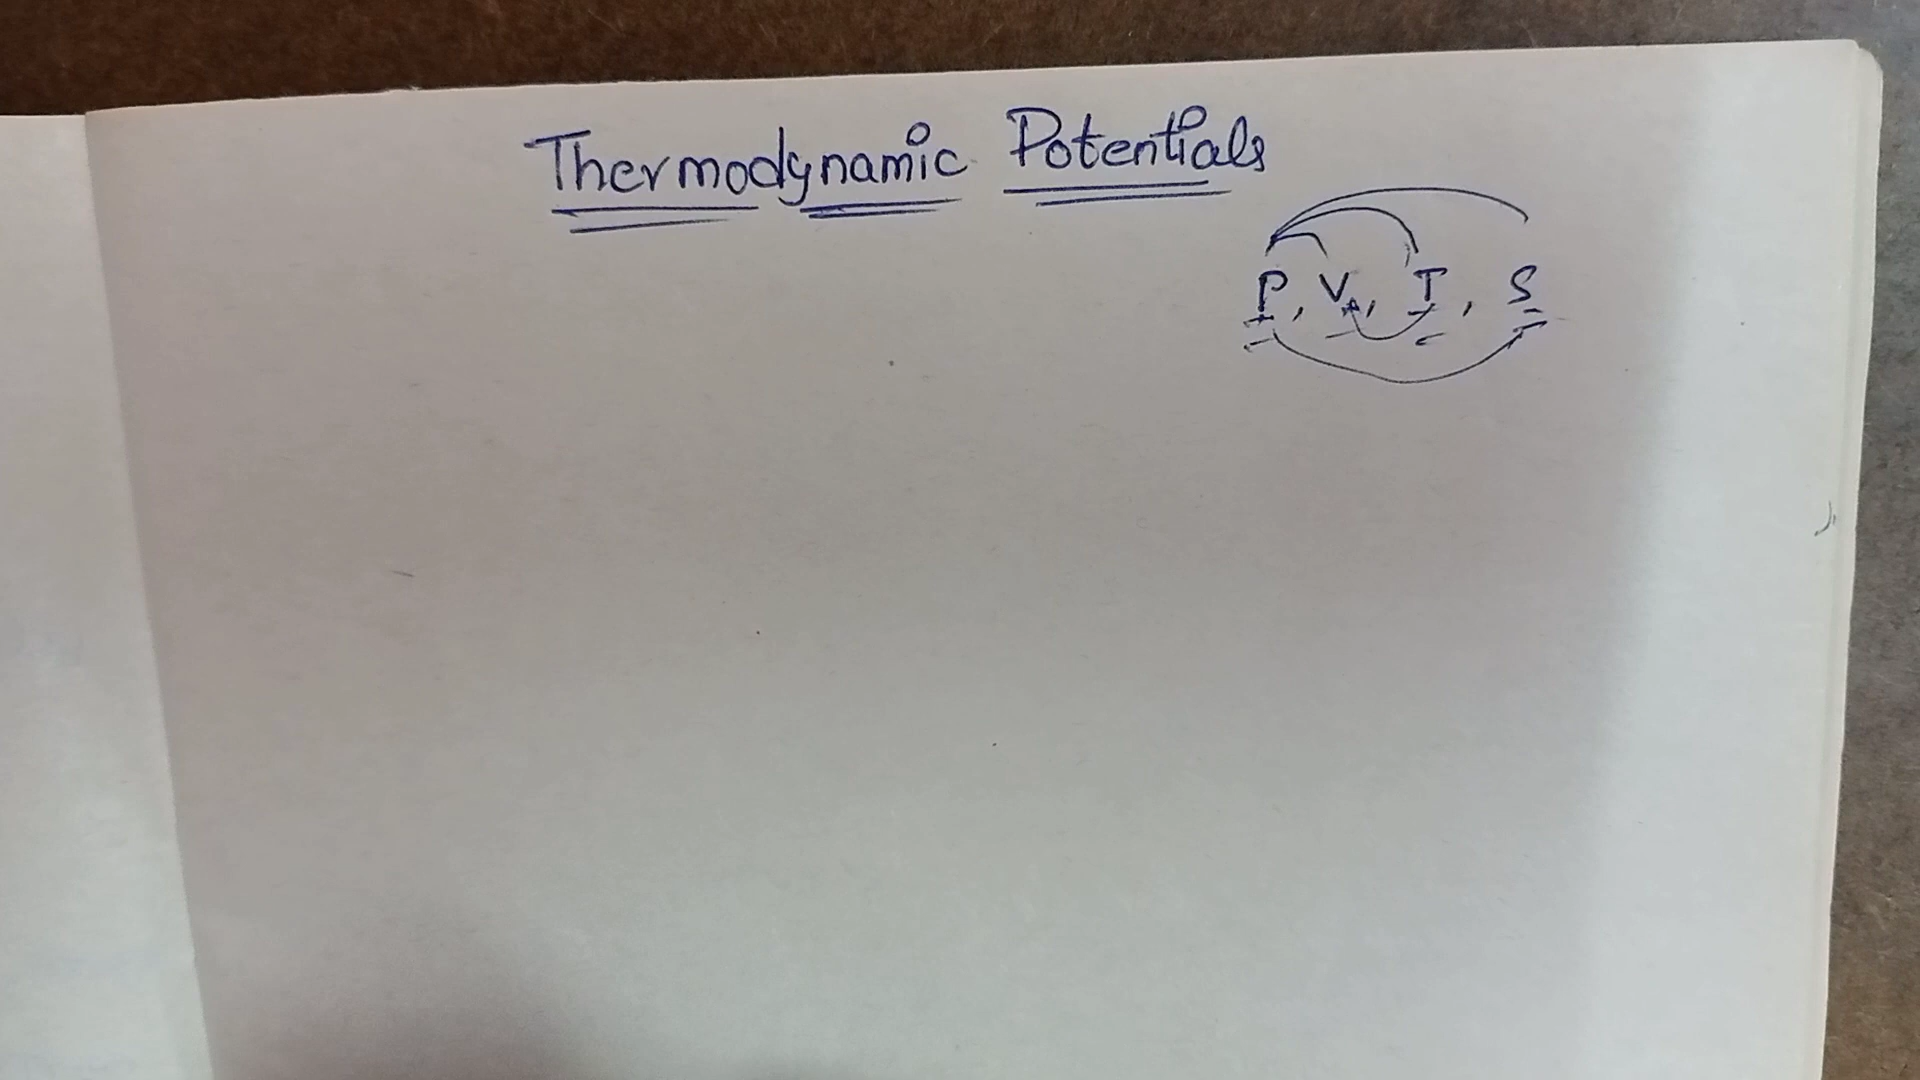 Thermodynamic Potentials
P, V, T, S